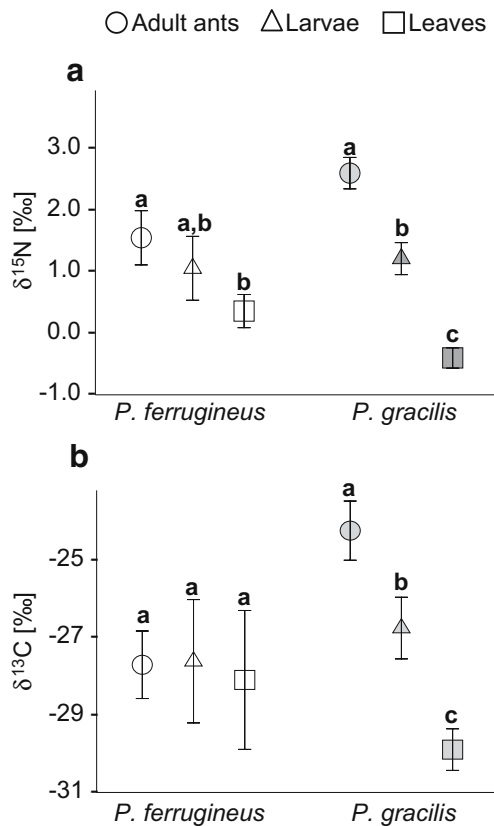 Adult ants Larvae Leaves
a
δ15N [‰]
3.0
2.0
1.0
0.0
-1.0
a
a,b
b
a
b
c
P. ferrugineus P. gracilis
b
δ13C [‰]
-25
-27
-29
-31
a
a
a
a
b
c
P. ferrugineus P. gracilis